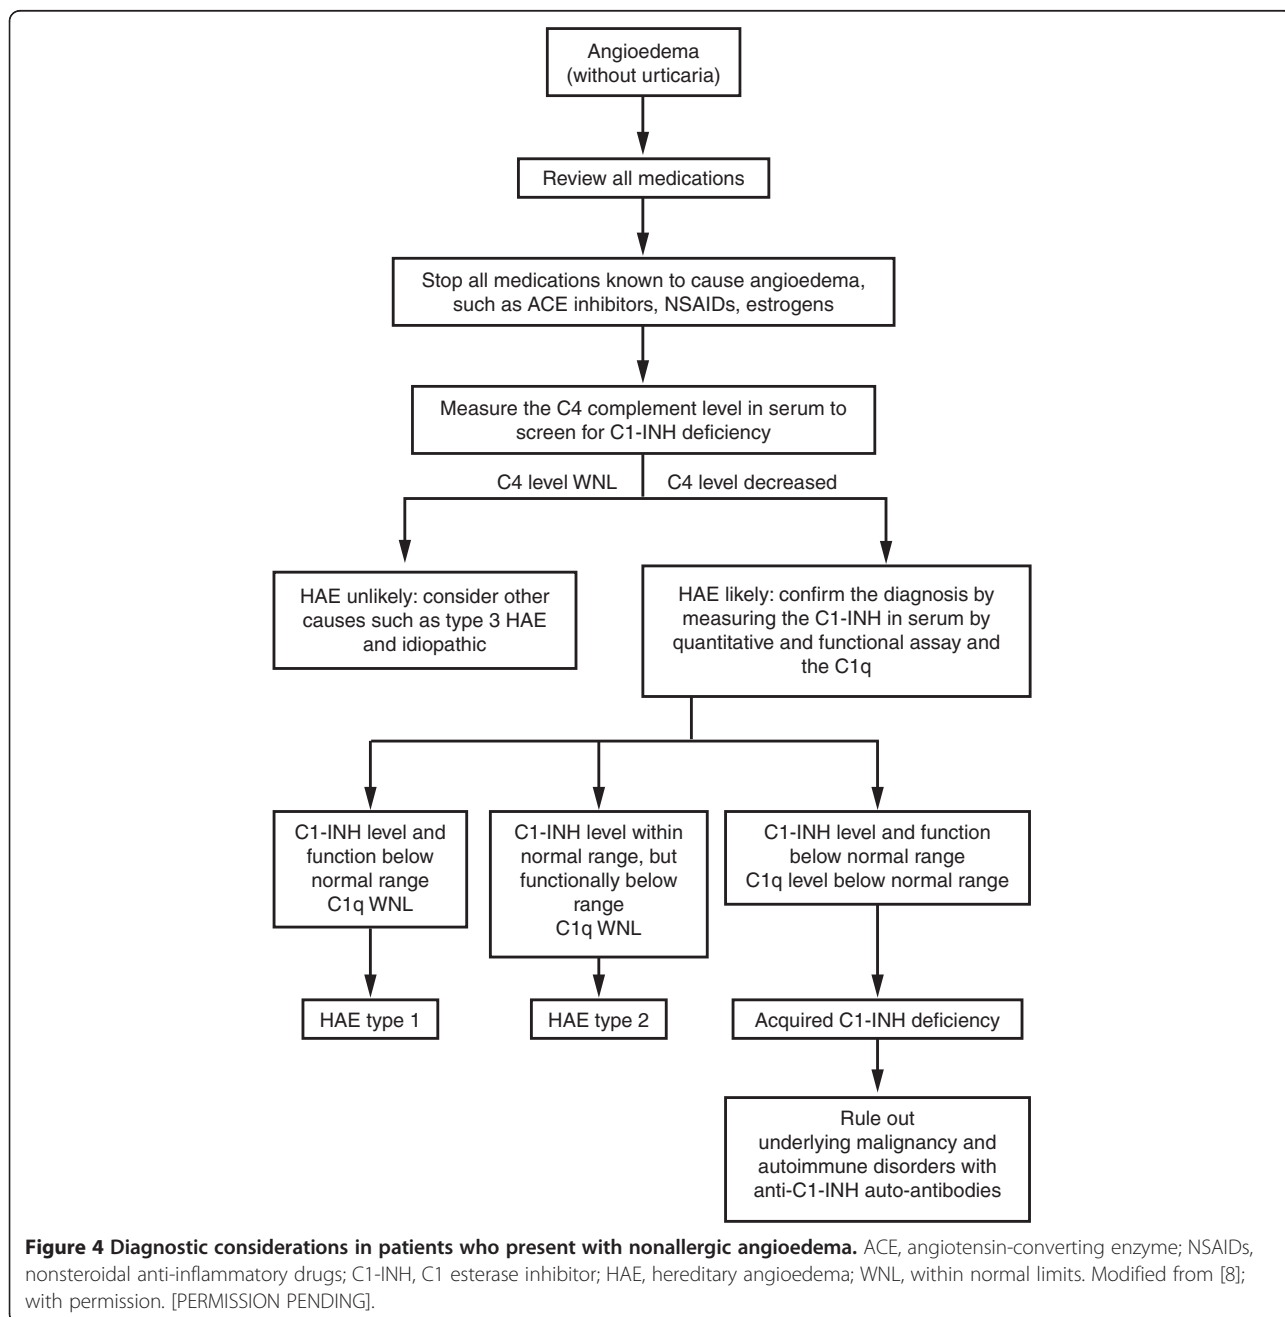 Angioedema
(without urticaria)
Review all medications
Stop all medications known to cause angioedema,
such as ACE inhibitors, NSAIDs, estrogens
Measure the C4 complement level in serum to
screen for C1-INH deficiency
C4 level WNL
C4 level decreased
HAE unlikely: consider other
causes such as type 3 HAE
and idiopathic
HAE likely: confirm the diagnosis by
measuring the C1-INH in serum by
quantitative and functional assay and
the C1q
C1-INH level and
function below
normal range
C1q WNL
C1-INH level within
normal range, but
functionally below
range
C1q WNL
C1-INH level and function
below normal range
C1q level below normal range
HAE type 1
HAE type 2
Acquired C1-INH deficiency
Rule out
underlying malignancy and
autoimmune disorders with
anti-C1-INH auto-antibodies
Figure 4 Diagnostic considerations in patients who present with nonallergic angioedema. ACE, angiotensin-converting enzyme; NSAIDs,
nonsteroidal anti-inflammatory drugs; C1-INH, C1 esterase inhibitor; HAE, hereditary angioedema; WNL, within normal limits. Modified from [8];
with permission. [PERMISSION PENDING].